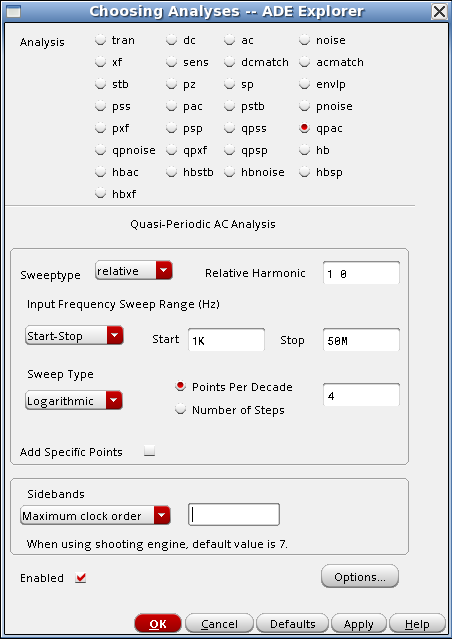 Choosing Analyses -- ADE Explorer
Analysis tran dc ac noise
xf sens dcmatch acmatch
stb pz sp envlp
pss pac pstb pnoise
pxf psp qpss qpac
qpnoise qpxf qpsp hb
hbac hbstb hbnoise hbsp
hbxf
Quasi-Periodic AC Analysis
Sweeptype relative Relative Harmonic 1 0
Input Frequency Sweep Range (Hz)
Start-Stop Start 1K Stop 50M
Sweep Type Points Per Decade 4
Logarithmic Number of Steps
Add Specific Points
Sidebands
Maximum clock order
When using shooting engine, default value is 7.
Enabled Options...
OK Cancel Defaults Apply Help